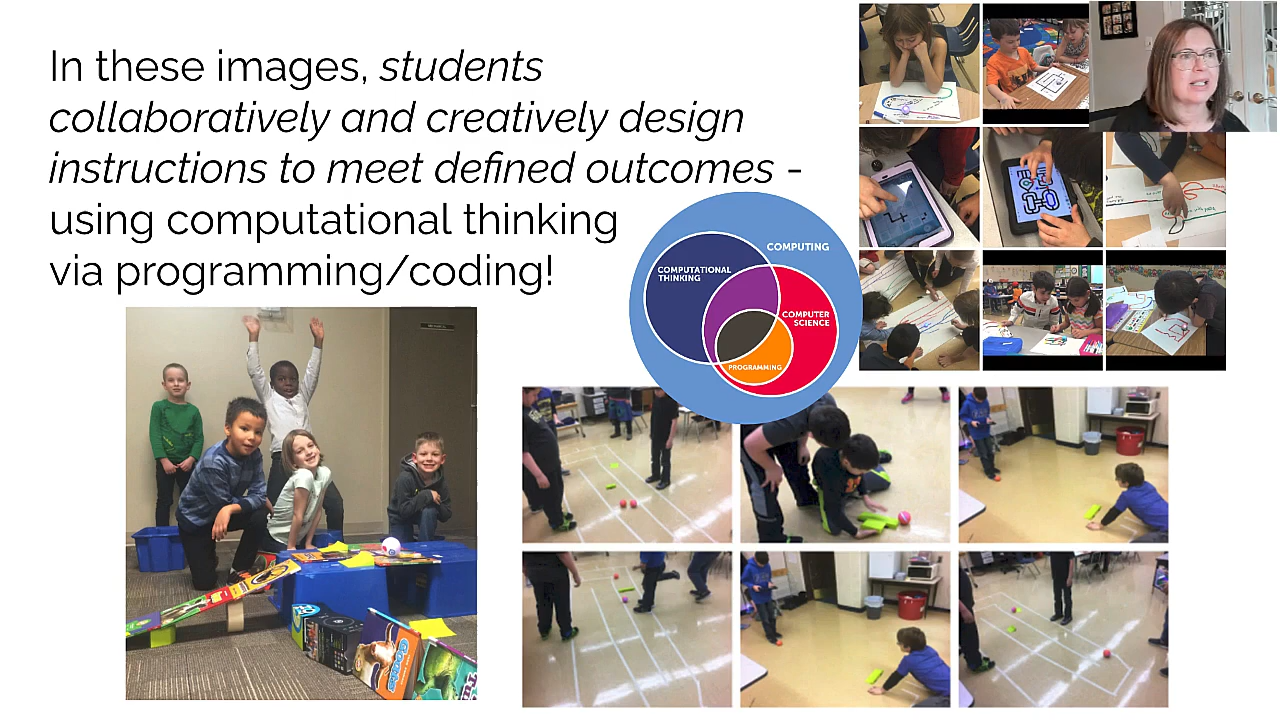 In these images, students
collaboratively and creatively design
instructions to meet defined outcomes -
using computational thinking
via programming/coding!
COMPUTING
COMPUTATIONAL
THINKING
COMPUTER
SCIENCE
PROGRAMMING